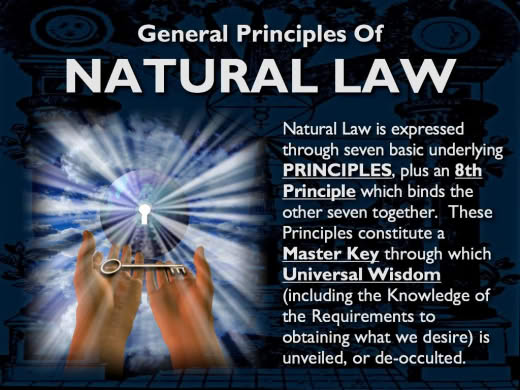 General Principles Of
NATURAL LAW
Natural Law is expressed
through seven basic underlying
PRINCIPLES, plus an 8th
Principle which binds the
other seven together. These
Principles constitute a
Master Key through which
Universal Wisdom
(including the Knowledge of
the Requirements to
obtaining what we desire) is
unveiled, or de-occulted.